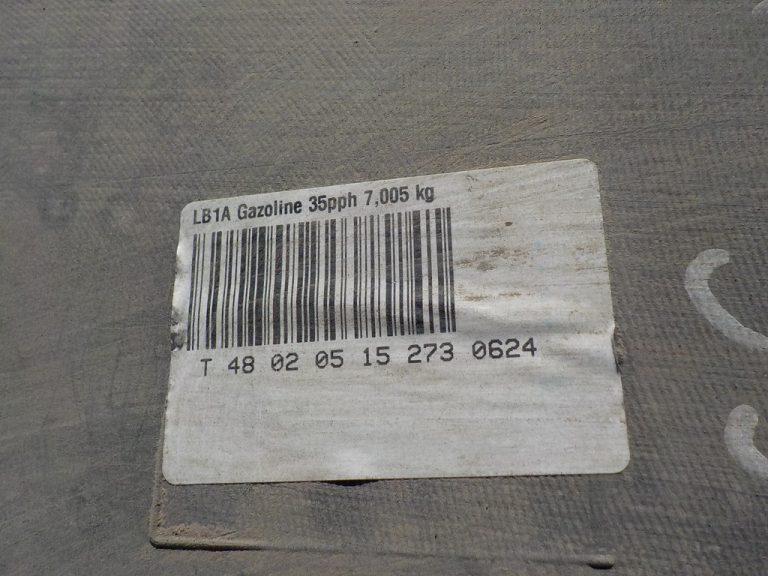 LB1A Gazoline 35pph 7,005 kg
T 48 02 05 15 273 0624